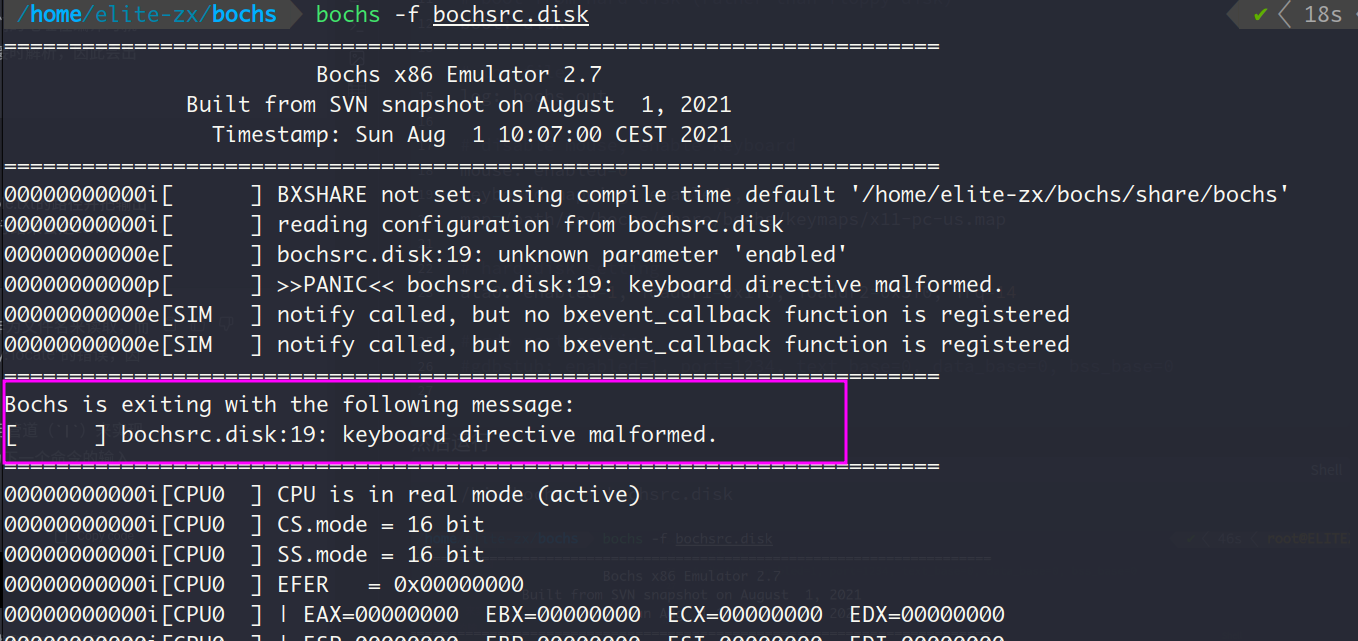 /home/elite-zx/bochs bochs -f bochsrc.disk ✔ 18s
========================================================================
Bochs x86 Emulator 2.7
Built from SVN snapshot on August  1, 2021
Timestamp: Sun Aug  1 10:07:00 CEST 2021
========================================================================
00000000000i[      ] BXSHARE not set. using compile time default '/home/elite-zx/bochs/share/bochs'
00000000000i[      ] reading configuration from bochsrc.disk
00000000000e[      ] bochsrc.disk:19: unknown parameter 'enabled'
00000000000p[      ] >>PANIC<< bochsrc.disk:19: keyboard directive malformed.
00000000000e[SIM   ] notify called, but no bxevent_callback function is registered
00000000000e[SIM   ] notify called, but no bxevent_callback function is registered
========================================================================
Bochs is exiting with the following message:
[      ] bochsrc.disk:19: keyboard directive malformed.
========================================================================
00000000000i[CPU0  ] CPU is in real mode (active)
00000000000i[CPU0  ] CS.mode = 16 bit
00000000000i[CPU0  ] SS.mode = 16 bit
00000000000i[CPU0  ] EFER   = 0x00000000
00000000000i[CPU0  ] | EAX=00000000  EBX=00000000  ECX=00000000  EDX=00000000